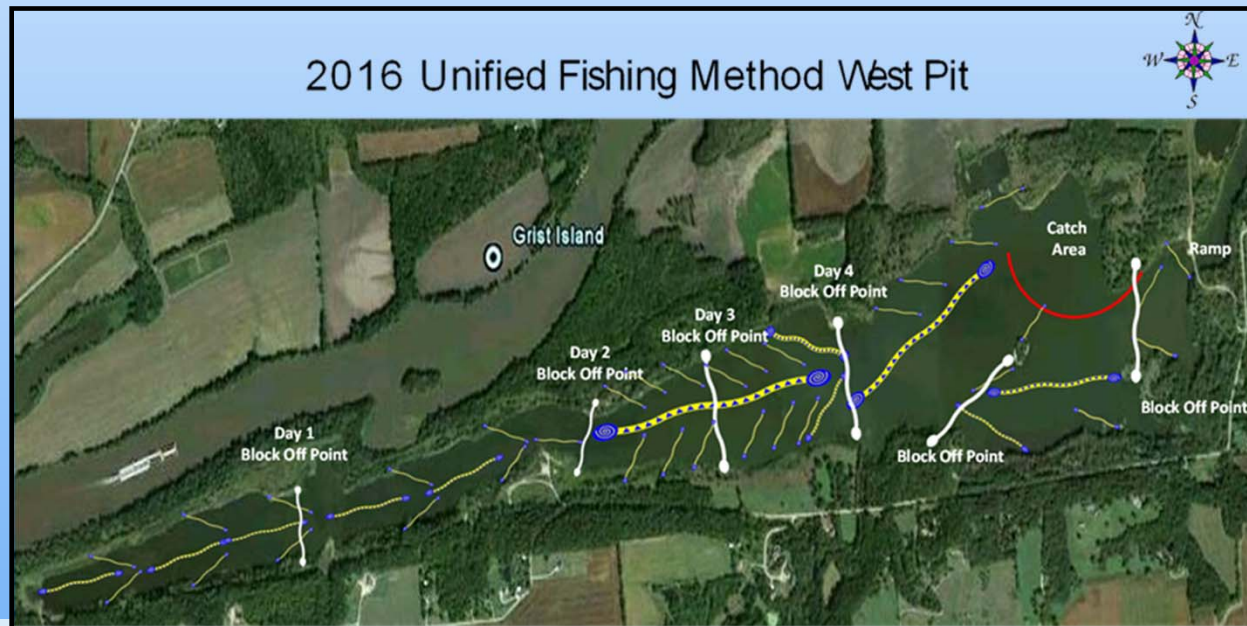 N
2016 Unified Fishing Method West Pit
W E
S
Grist Island
Catch
Area
Ramp
Day 4
Block Off Point
Day 3
Block Off Point
Day 2
Block Off Point
Block Off Point
Day 1
Block Off Point
Block Off Point